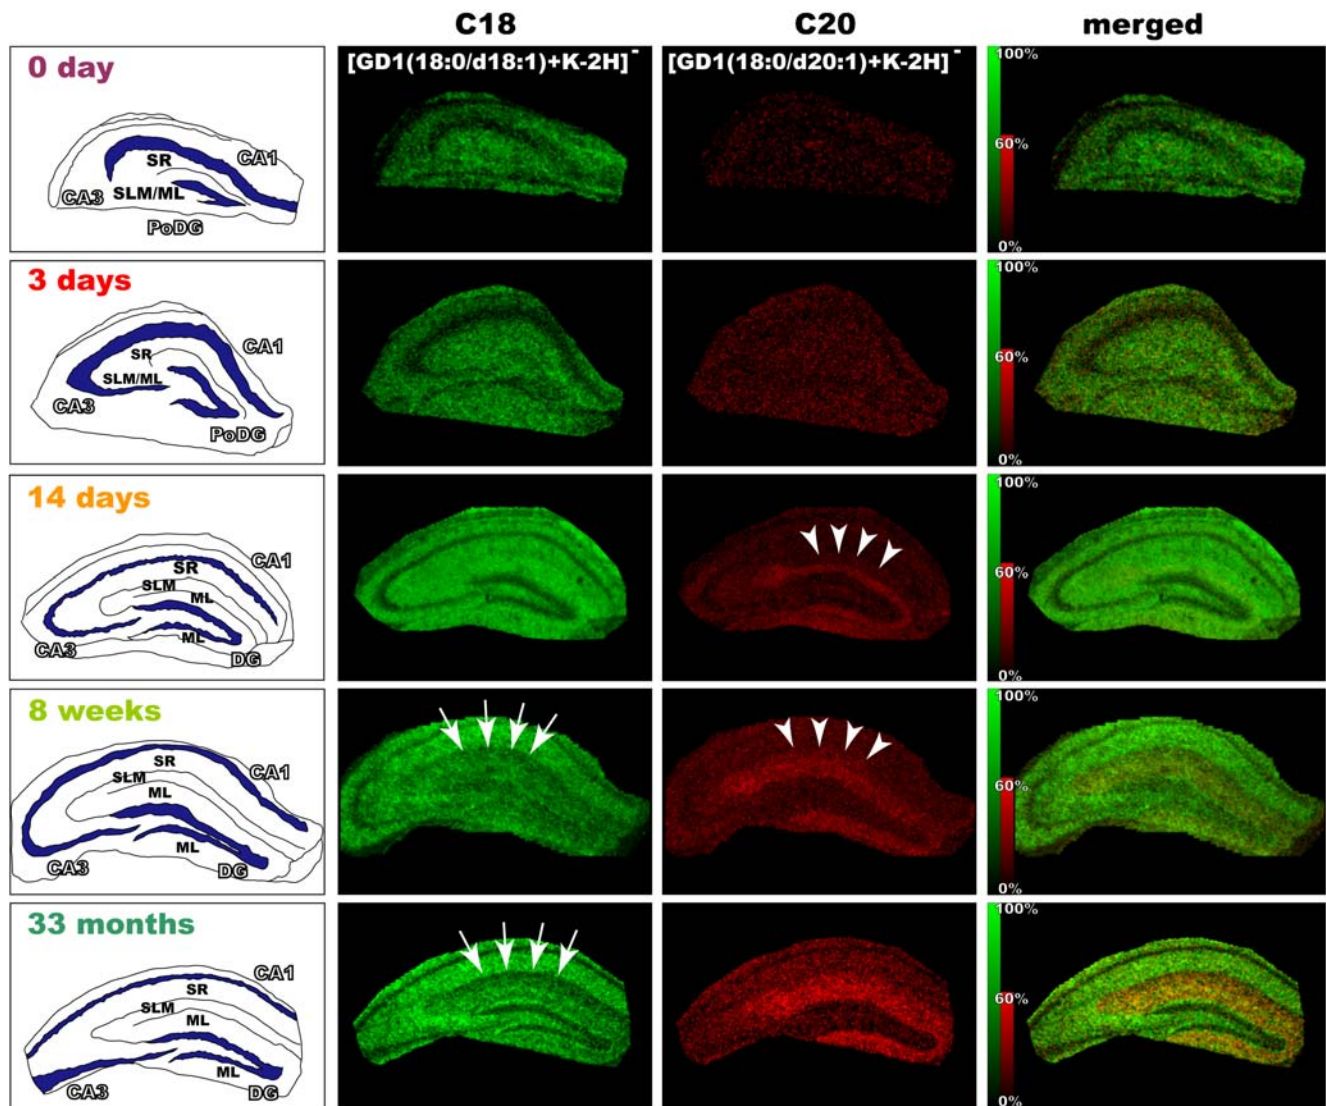 C18
C20
merged
0 day
SR
CA1
CA3
SLM/ML
PoDG
[GD1(18:0/d18:1)+K-2H]-
[GD1(18:0/d20:1)+K-2H]-
100%
60%
0%
3 days
SR
CA1
SLM/ML
CA3
PoDG
100%
60%
0%
14 days
CA1
SR
SLM
ML
ML
CA3
DG
100%
60%
0%
8 weeks
SR
CA1
SLM
ML
ML
CA3
DG
100%
60%
0%
33 months
CA1
SR
SLM
ML
ML
CA3
DG
100%
60%
0%